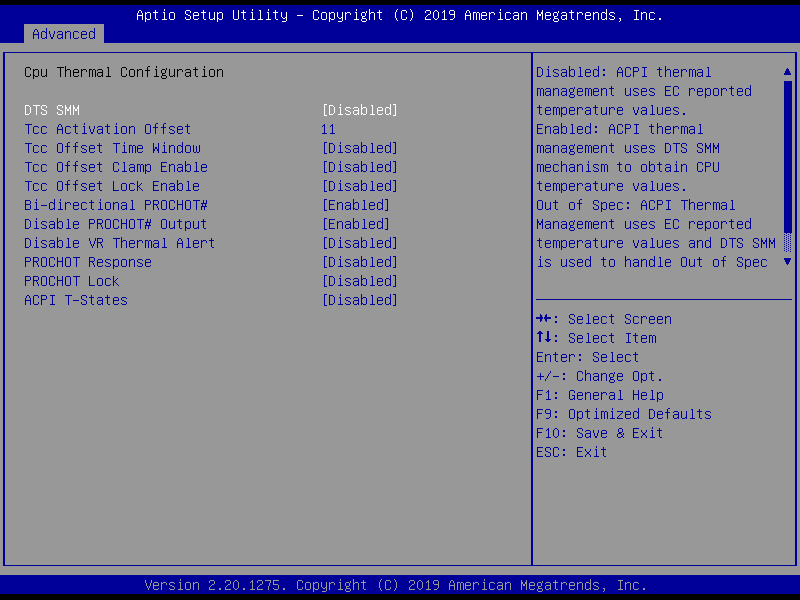 Aptio Setup Utility – Copyright (C) 2019 American Megatrends, Inc.
Advanced
Cpu Thermal Configuration
DTS SMM [Disabled]
Tcc Activation Offset 11
Tcc Offset Time Window [Disabled]
Tcc Offset Clamp Enable [Disabled]
Tcc Offset Lock Enable [Disabled]
Bi-directional PROCHOT# [Enabled]
Disable PROCHOT# Output [Enabled]
Disable VR Thermal Alert [Disabled]
PROCHOT Response [Disabled]
PROCHOT Lock [Disabled]
ACPI T-States [Disabled]
Disabled: ACPI thermal
management uses EC reported
temperature values.
Enabled: ACPI thermal
management uses DTS SMM
mechanism to obtain CPU
temperature values.
Out of Spec: ACPI Thermal
Management uses EC reported
temperature values and DTS SMM
is used to handle Out of Spec
→←: Select Screen
↑↓: Select Item
Enter: Select
+/-: Change Opt.
F1: General Help
F9: Optimized Defaults
F10: Save & Exit
ESC: Exit
Version 2.20.1275. Copyright (C) 2019 American Megatrends, Inc.